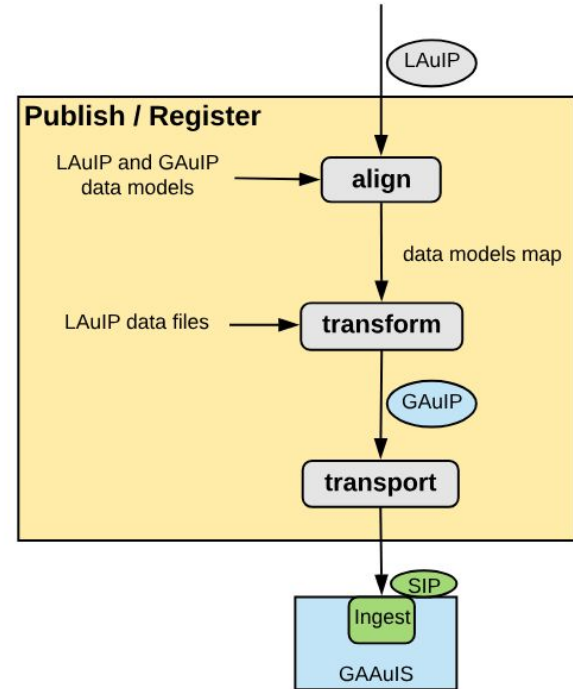 LAuIP
Publish / Register
LAuIP and GAuIP
data models
align
data models map
LAuIP data files
transform
GAuIP
transport
SIP
Ingest
GAAuIS